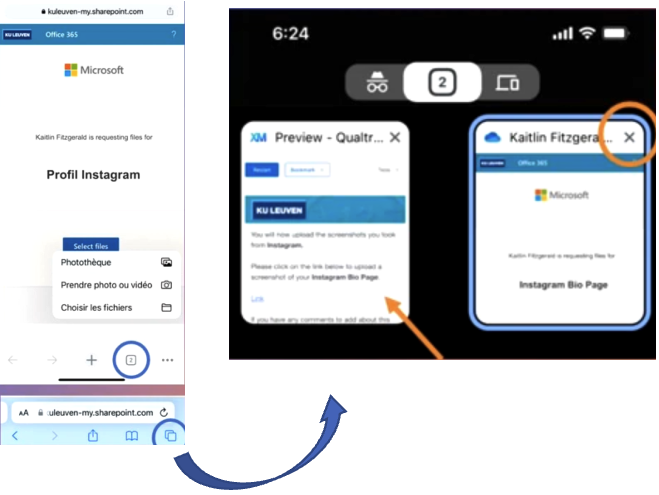 kuleuven-my.sharepoint.com
KU LEUVEN Office 365 ?
Microsoft
Kaitlin Fitzgerald is requesting files for
Profil Instagram
Select files
Photothèque
Prendre photo ou vidéo
Choisir les fichiers
2
AA :uleuven-my.sharepoint.com
6:24
2
XM Preview - Qualtr...
Restart Bookmark Tools
KU LEUVEN
You will now upload the screenshots you took
from Instagram.
Please click on the link below to upload a
screenshot of your Instagram Bio Page
Link
If you have any comments to add about this
Kaitlin Fitzgera...
KU LEUVEN Office 365
Microsoft
Kaitlin Fitzgerald is requesting files for
Instagram Bio Page